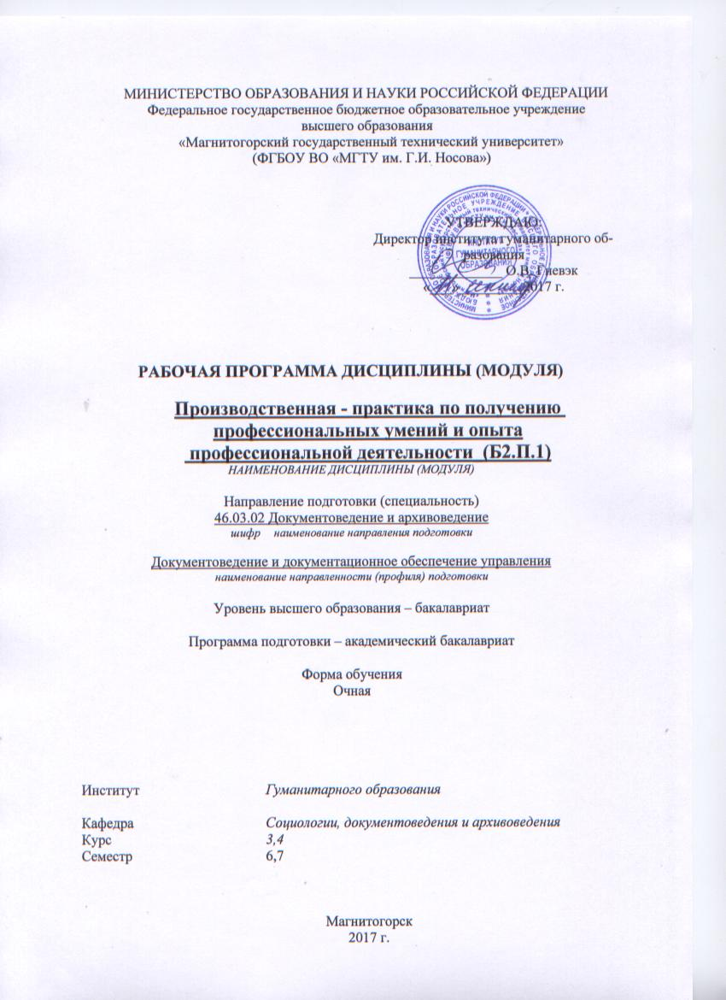 МИНИСТЕРСТВО ОБРАЗОВАНИЯ И НАУКИ РОССИЙСКОЙ ФЕДЕРАЦИИ
Федеральное государственное бюджетное образовательное учреждение
высшего образования
«Магнитогорский государственный технический университет»
(ФГБОУ ВО «МГТУ им. Г.И. Носова»)
УТВЕРЖДАЮ:
Директор института гуманитарного об-
разования
О.В. Гневэк
2017 г.
ИНСТИТУТ
ГУМАНИТАРНОГО
ОБРАЗОВАНИЯ
РАБОЧАЯ ПРОГРАММА ДИСЦИПЛИНЫ (МОДУЛЯ)
Производственная - практика по получению
профессиональных умений и опыта
профессиональной деятельности (Б2.П.1)
НАИМЕНОВАНИЕ ДИСЦИПЛИНЫ (МОДУЛЯ)
Направление подготовки (специальность)
46.03.02 Документоведение и архивоведение
шифр наименование направления подготовки
Документоведение и документационное обеспечение управления
наименование направленности (профиля) подготовки
Уровень высшего образования – бакалавриат
Программа подготовки – академический бакалавриат
Форма обучения
Очная
Институт Гуманитарного образования
Кафедра Социологии, документоведения и архивоведения
Курс 3,4
Семестр 6,7
Магнитогорск
2017 г.